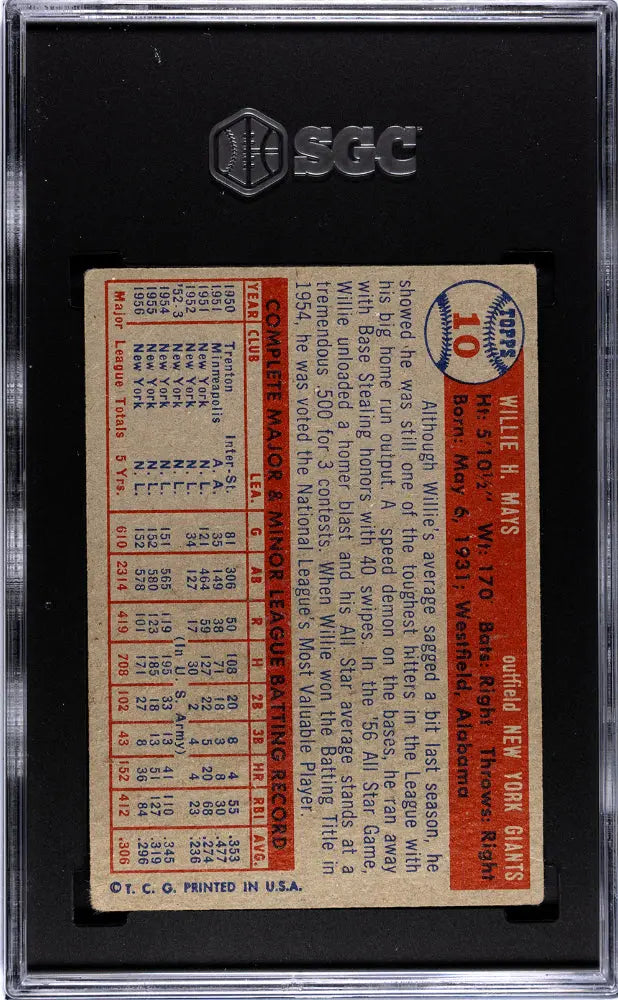 SGC
TOPPS
10
WILLIE H. MAYS outfield NEW YORK GIANTS
Ht: 5'10½" Wt: 170 Bats: Right Throws: Right
Born: May 6, 1931; Westfield, Alabama
Although Willie's average sagged a bit last season, he
showed he was still one of the toughest hitters in the League with
his big home run output. A speed demon on the bases, he ran away
with Base Stealing honors with 40 swipes. In the '56 All Star Game,
Willie unloaded a homer blast and his All Star average stands at a
tremendous .500 for 3 contests. When Willie won the Batting Title in
1954, he was voted the National League's Most Valuable Player.
COMPLETE MAJOR & MINOR LEAGUE BATTING RECORD
YEAR CLUB LEA. G AB R H 2B 3B HR RBI AVG.
1950 Trenton Inter-St. 81 306 50 108 20 8 4 55 .353
1951 Minneapolis A. A. 35 149 38 71 18 3 8 30 .477
1951 New York N. L. 121 464 59 127 22 5 20 68 .274
1952 New York N. L. 34 127 17 30 2 4 4 23 .236
'52-3 New York N. L. (In U. S. Army)
1954 New York N. L. 151 565 119 195 33 13 41 110 .345
1955 New York N. L. 152 580 123 185 18 13 51 127 .319
1956 New York N. L. 152 578 101 171 27 8 36 84 .296
Major League Totals 5 Yrs. 610 2314 419 708 102 43 152 412 .306
© T. C. G. PRINTED IN U.S.A.